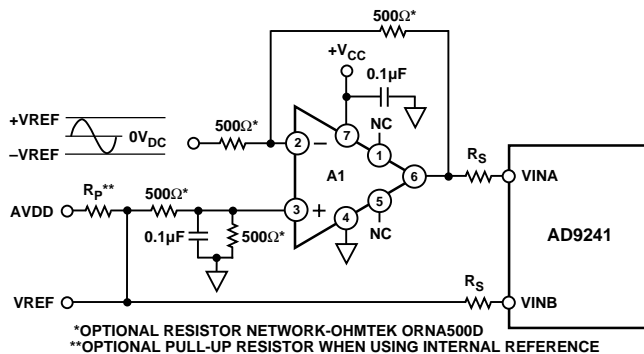 500Ω*
+VCC
0.1µF
+VREF
0VDC
–VREF
500Ω*
NC
2
–
7
1
A1
6
RS
VINA
RP**
AVDD
500Ω*
3
+
4
5
NC
0.1µF
500Ω*
AD9241
VREF
RS
VINB
*OPTIONAL RESISTOR NETWORK-OHMTEK ORNA500D
**OPTIONAL PULL-UP RESISTOR WHEN USING INTERNAL REFERENCE